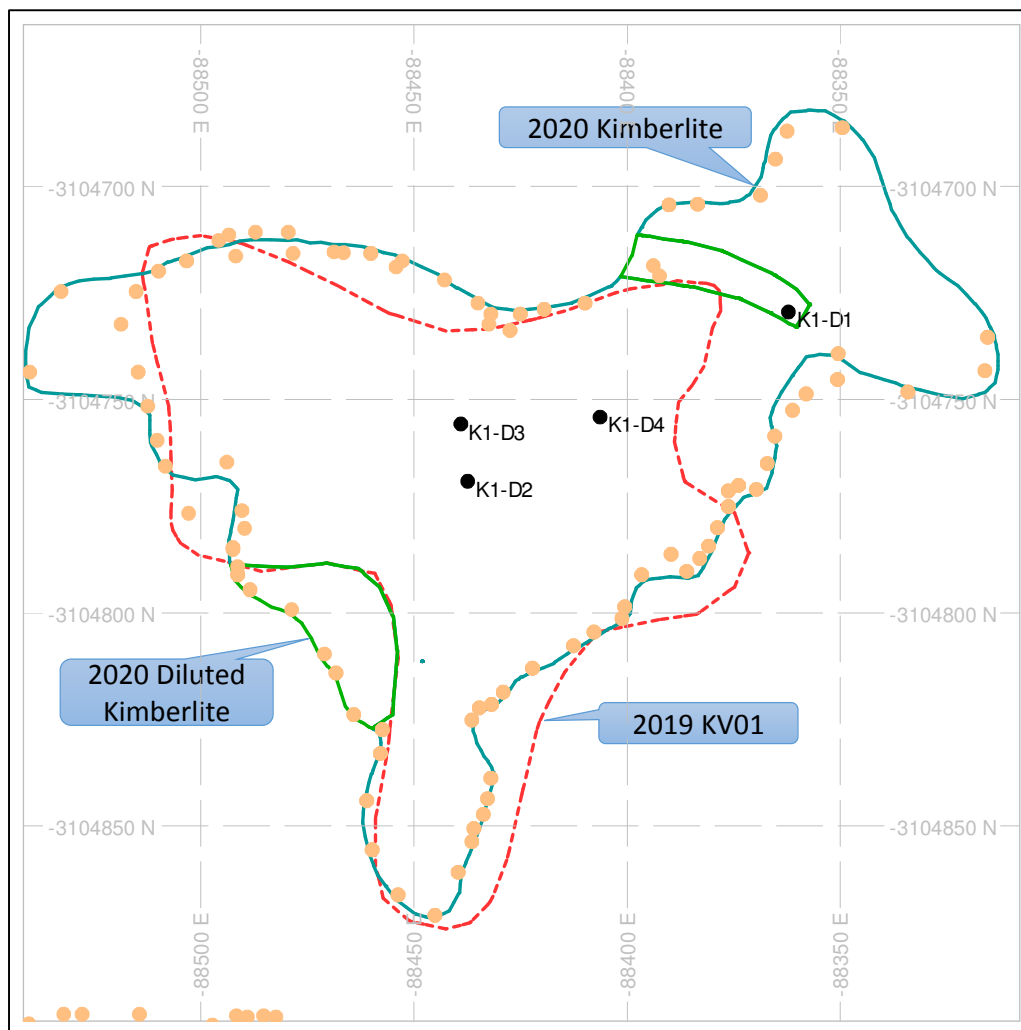 -88500 E
-88450 E
-88400 E
-88350 E
2020 Kimberlite
-3104700 N
-3104700 N
K1-D1
-3104750 N
-3104750 N
K1-D3
K1-D4
K1-D2
-3104800 N
-3104800 N
2020 Diluted
Kimberlite
2019 KV01
-3104850 N
-3104850 N
-88500 E
-88450 E
-88400 E
-88350 E